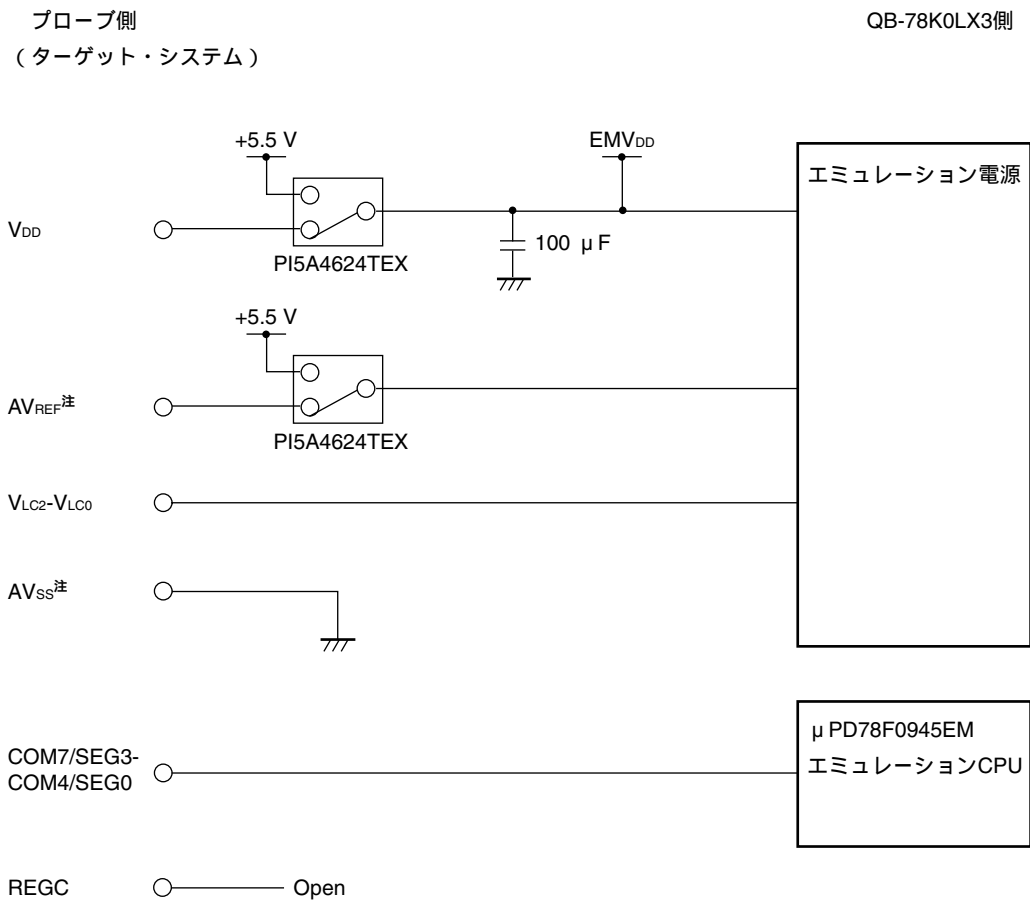 プローブ側
QB-78K0LX3側
(ターゲット・システム)
+5.5 V
EMVDD
エミュレーション電源
VDD
100 μF
PI5A4624TEX
+5.5 V
AVREF注
PI5A4624TEX
VLC2-VLC0
AVSS注
μPD78F0945EM
エミュレーションCPU
COM7/SEG3-
COM4/SEG0
REGC
Open